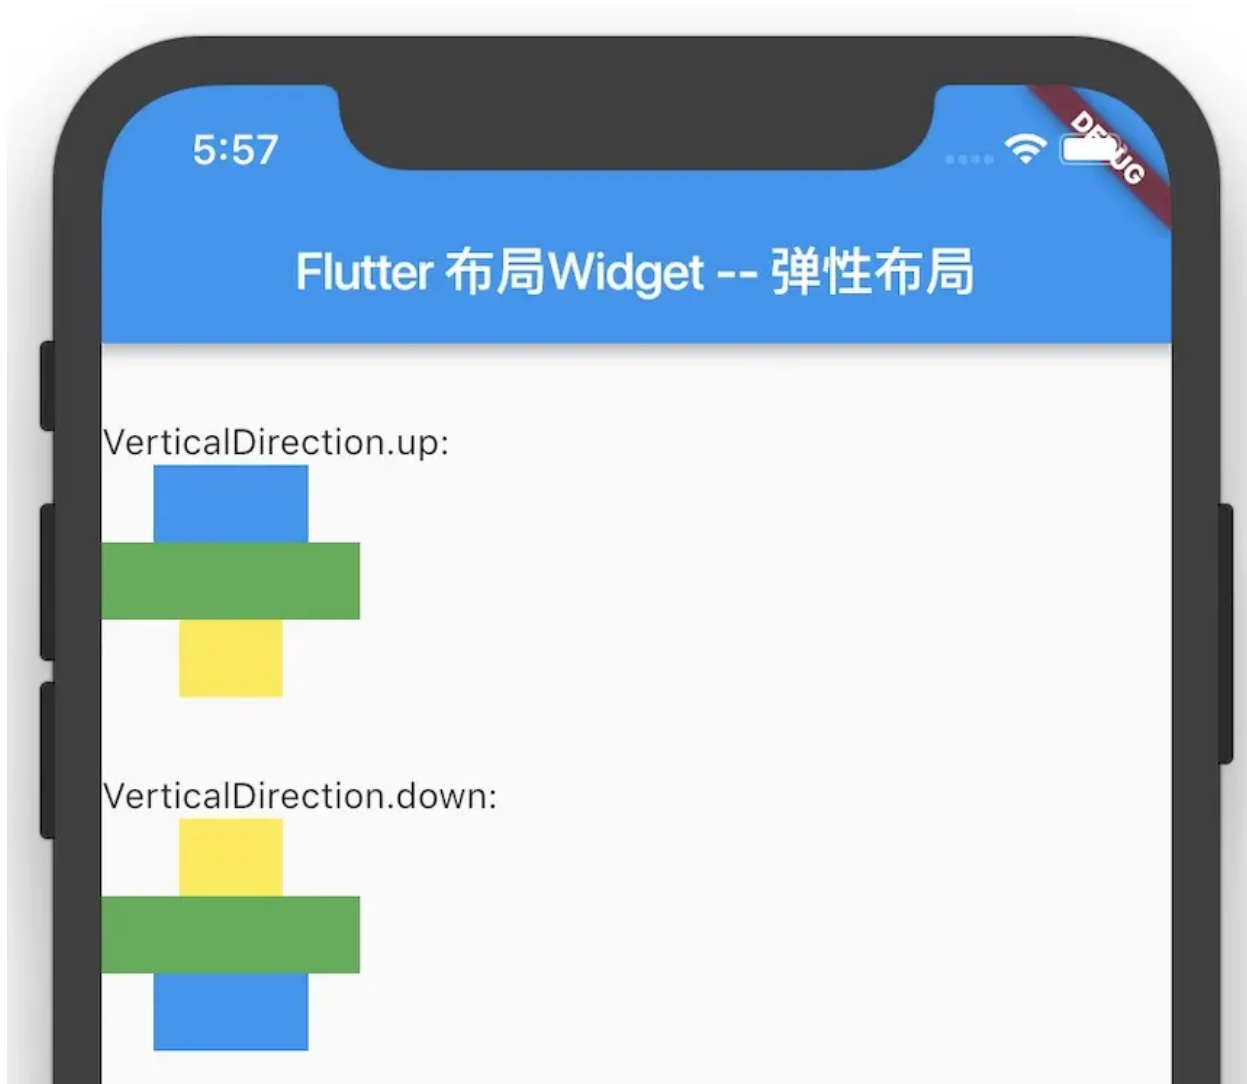 5:57
DEBUG
Flutter 布局Widget -- 弹性布局
VerticalDirection.up:
VerticalDirection.down: